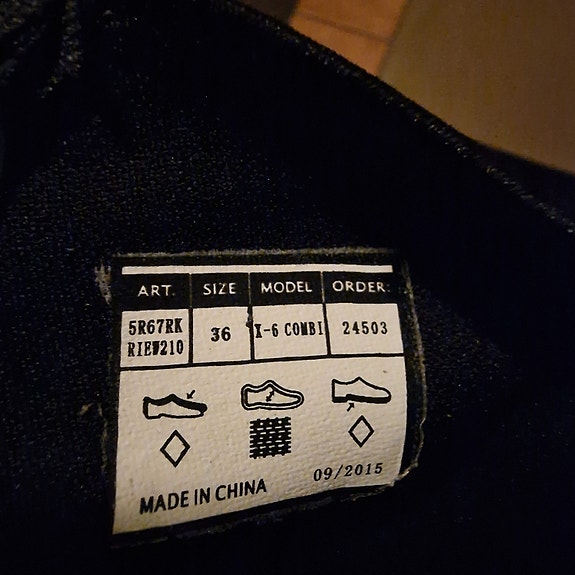 ART. SIZE MODEL ORDER:
5R67RK
RIEW210 36 X-6 COMBI 24503
09/2015
MADE IN CHINA